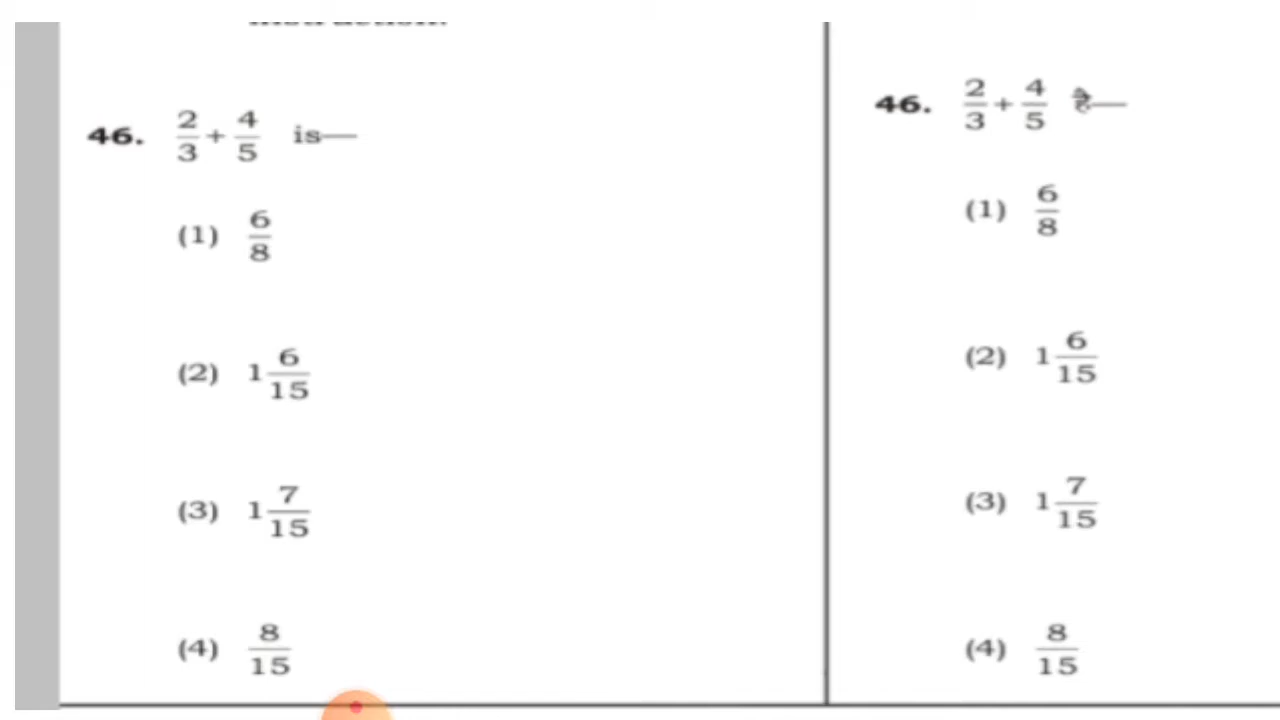 46. 2/3 + 4/5 is—
(1) 6/8
(2) 1 6/15
(3) 1 7/15
(4) 8/15
46. 2/3 + 4/5 है—
(1) 6/8
(2) 1 6/15
(3) 1 7/15
(4) 8/15